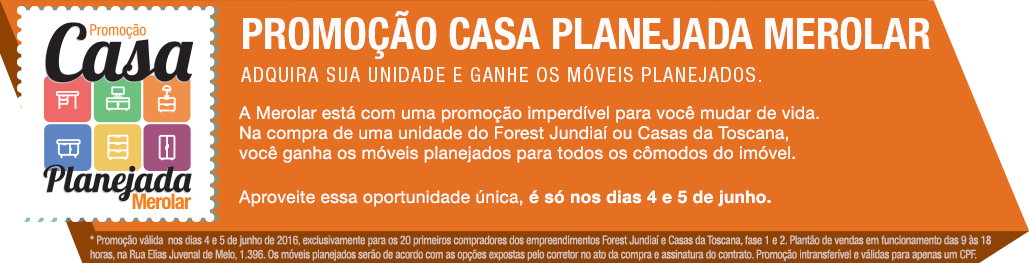 Promoção
Casa
Planejada
Merolar
PROMOÇÃO CASA PLANEJADA MEROLAR
ADQUIRA SUA UNIDADE E GANHE OS MÓVEIS PLANEJADOS.
A Merolar está com uma promoção imperdível para você mudar de vida.
Na compra de uma unidade do Forest Jundiaí ou Casas da Toscana,
você ganha os móveis planejados para todos os cômodos do imóvel.
Aproveite essa oportunidade única, é só nos dias 4 e 5 de junho.
* Promoção válida nos dias 4 e 5 de junho de 2016, exclusivamente para os 20 primeiros compradores dos empreendimentos Forest Jundiaí e Casas da Toscana, fase 1 e 2. Plantão de vendas em funcionamento das 9 às 18
horas, na Rua Elias Juvenal de Melo, 1.396. Os móveis planejados serão de acordo com as opções expostas pelo corretor no ato da compra e assinatura do contrato. Promoção intransferível e válidas para apenas um CPF.